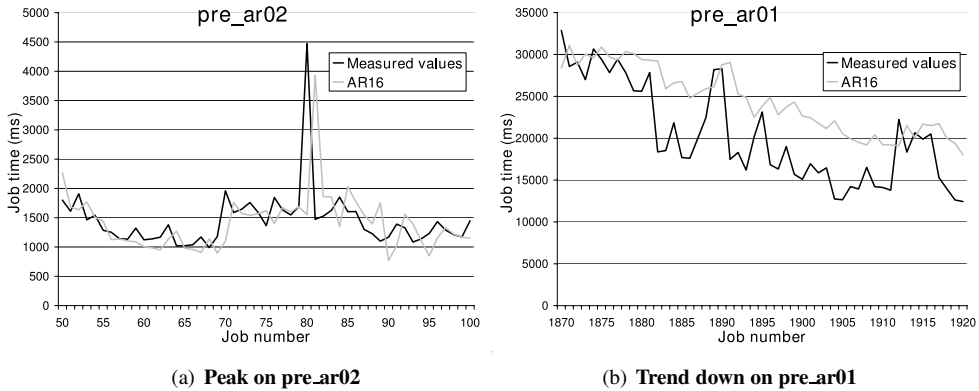 pre_ar02
5000
4500
4000
3500
3000
2500
2000
1500
1000
500
0
Job time (ms)
Measured values
AR16
50 55 60 65 70 75 80 85 90 95 100
Job number
(a) Peak on pre_ar02
pre_ar01
35000
30000
25000
20000
15000
10000
5000
0
Job time (ms)
Measured values
AR16
1870 1875 1880 1885 1890 1895 1900 1905 1910 1915 1920
Job number
(b) Trend down on pre_ar01